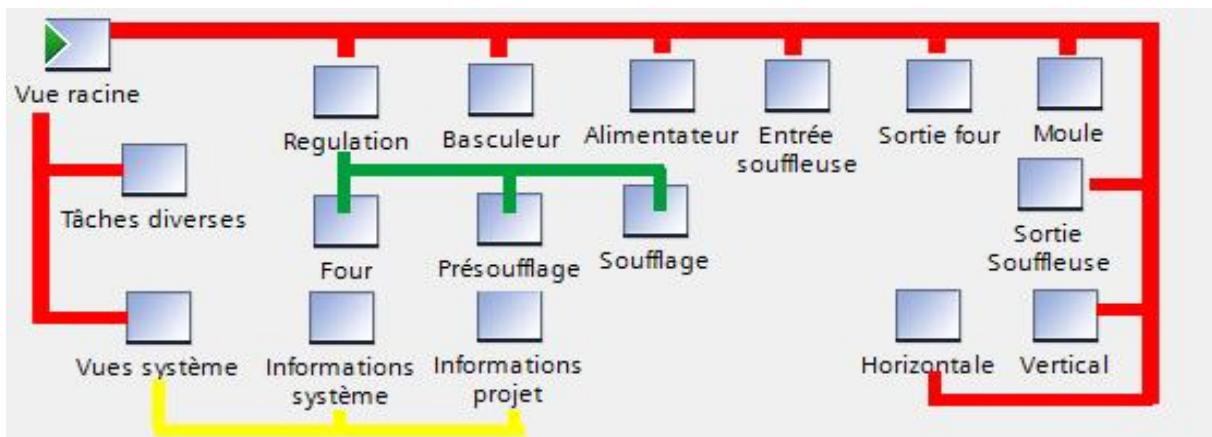 Vue racine
Regulation
Basculeur
Alimentateur
Entrée
souffleuse
Sortie four
Moule
Tâches diverses
Four
Présoufflage
Soufflage
Sortie
Souffleuse
Vues système
Informations
système
Informations
projet
Horizontale
Vertical